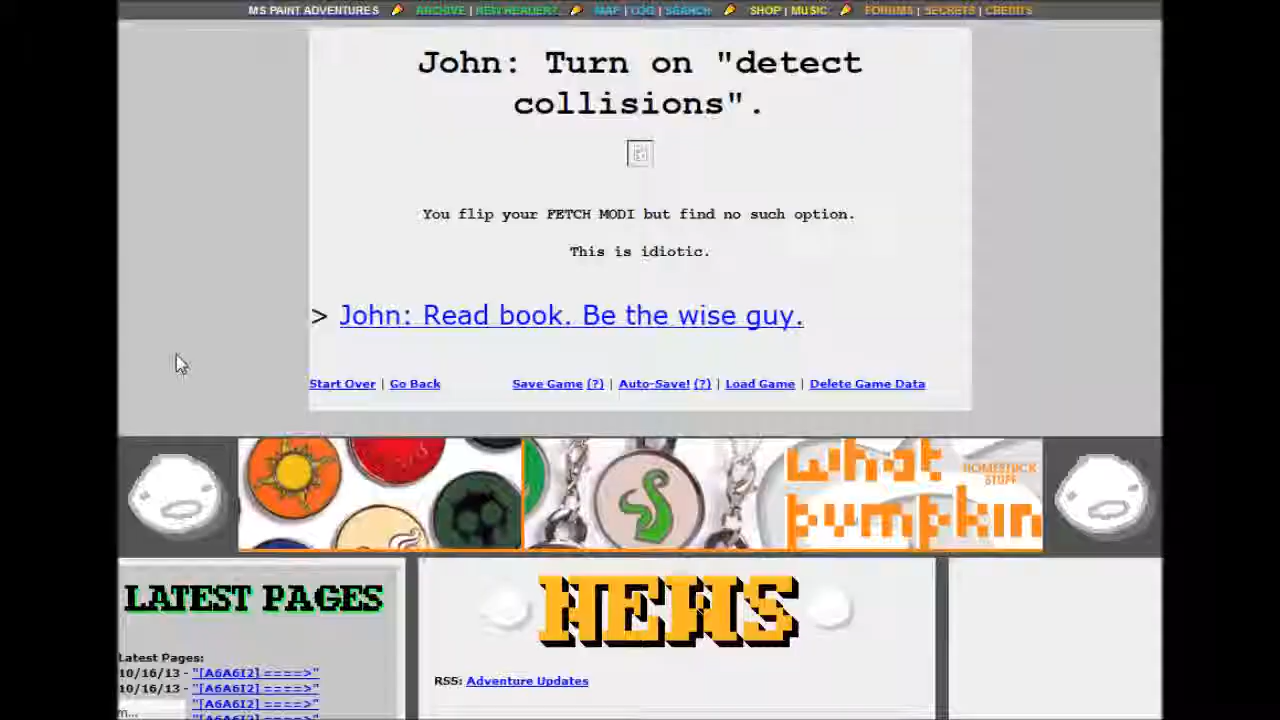 MS PAINT ADVENTURES ARCHIVE | NEW READER? MAP | LOG | SEARCH SHOP | MUSIC FORUMS | SECRETS | CREDITS
John: Turn on "detect
collisions".
You flip your FETCH MODI but find no such option.
This is idiotic.
> John: Read book. Be the wise guy.
Start Over | Go Back Save Game (?) | Auto-Save! (?) | Load Game | Delete Game Data
what
pumpkin
HOMESTUCK
STUFF
LATEST PAGES
Latest Pages:
10/16/13 - "[A6A6I2] ====>"
10/16/13 - "[A6A6I2] ====>"
"[A6A6I2] ====>"
"[A6A6I2] ====>"
NEWS
RSS: Adventure Updates